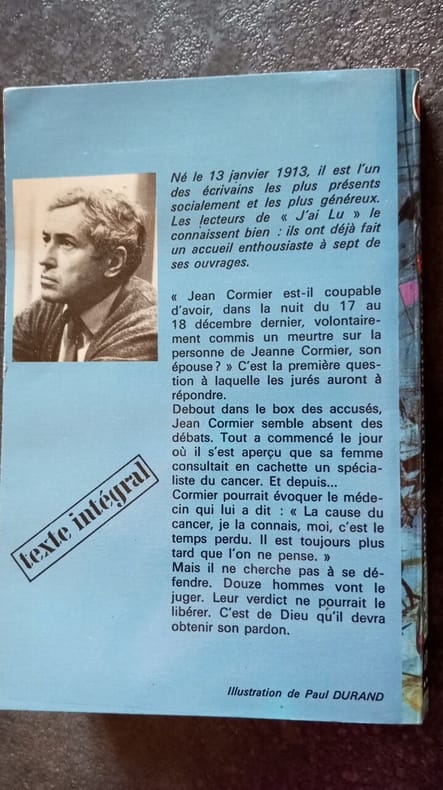 Né le 13 janvier 1913, il est l'un
des écrivains les plus présents
socialement et les plus généreux.
Les lecteurs de « J'ai Lu » le
connaissent bien : ils ont déjà fait
un accueil enthousiaste à sept de
ses ouvrages.
« Jean Cormier est-il coupable
d'avoir, dans la nuit du 17 au
18 décembre dernier, volontaire-
ment commis un meurtre sur la
personne de Jeanne Cormier, son
épouse ? » C'est la première ques-
tion à laquelle les jurés auront à
répondre.
Debout dans le box des accusés,
Jean Cormier semble absent des
débats. Tout a commencé le jour
où il s'est aperçu que sa femme
consultait en cachette un spécia-
liste du cancer. Et depuis...
Cormier pourrait évoquer le méde-
cin qui lui a dit : « La cause du
cancer, je la connais, moi, c'est le
temps perdu. Il est toujours plus
tard que l'on ne pense. »
Mais il ne cherche pas à se dé-
fendre. Douze hommes vont le
juger. Leur verdict ne pourrait le
libérer. C'est de Dieu qu'il devra
obtenir son pardon.
texte intégral
Illustration de Paul DURAND